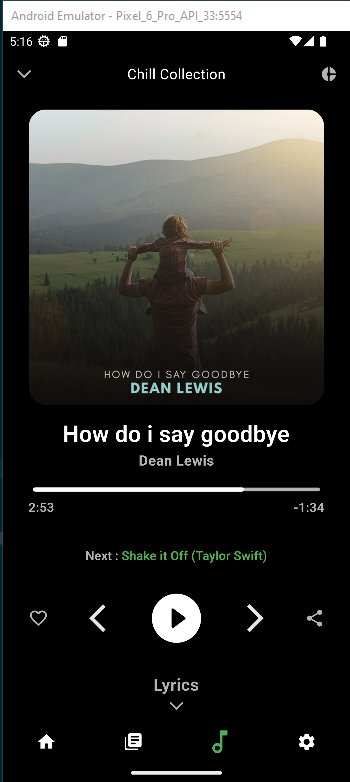 Android Emulator - Pixel_6_Pro_API_33:5554
5:16
Chill Collection
HOW DO I SAY GOODBYE
DEAN LEWIS
How do i say goodbye
Dean Lewis
2:53 -1:34
Next : Shake it Off (Taylor Swift)
Lyrics